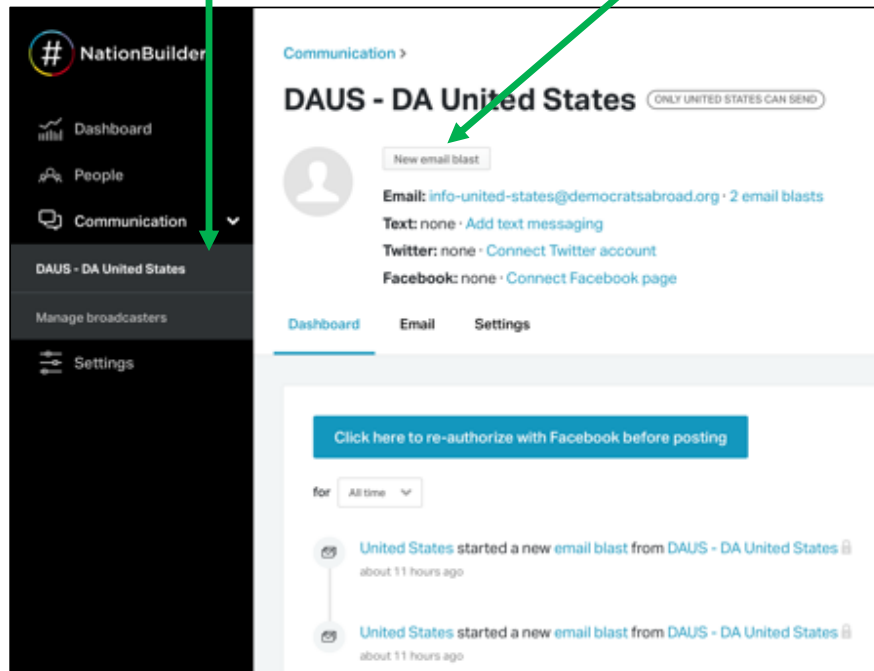 # NationBuilder
Dashboard
People
Communication
DAUS - DA United States
Manage broadcasters
Settings
Communication >
DAUS - DA United States ONLY UNITED STATES CAN SEND
New email blast
Email: info-united-states@democratsabroad.org · 2 email blasts
Text: none · Add text messaging
Twitter: none · Connect Twitter account
Facebook: none · Connect Facebook page
Dashboard Email Settings
Click here to re-authorize with Facebook before posting
for All time
United States started a new email blast from DAUS - DA United States
about 11 hours ago
United States started a new email blast from DAUS - DA United States
about 11 hours ago